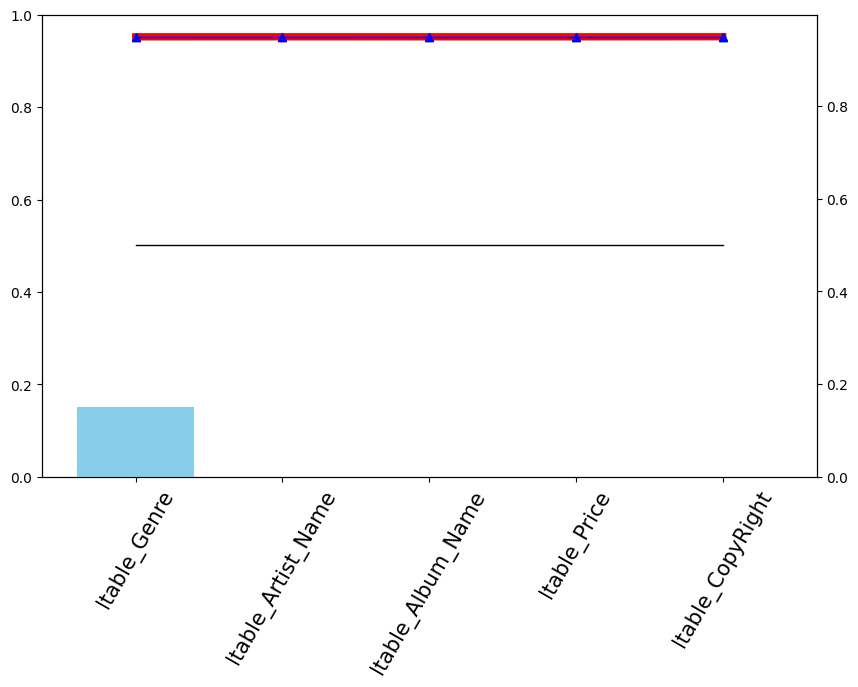 1.0
0.8
0.6
0.4
0.2
0.0
0.8
0.6
0.4
0.2
0.0
ltable_Genre
ltable_Artist_Name
ltable_Album_Name
ltable_Price
ltable_CopyRight